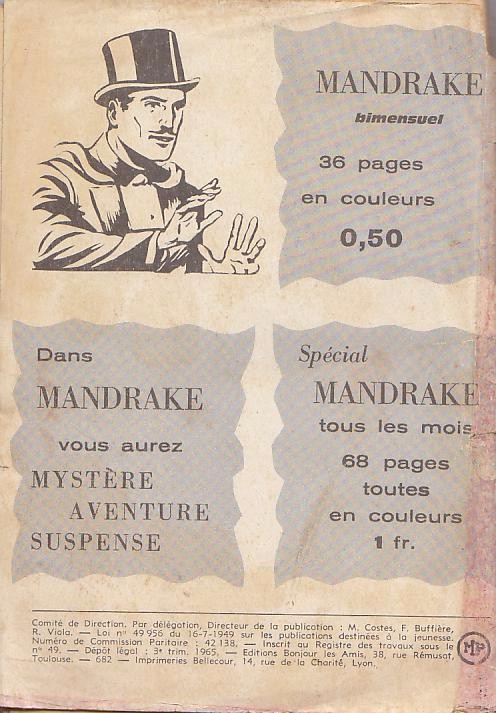 MANDRAKE
bimensuel
36 pages
en couleurs
0,50
Dans
MANDRAKE
vous aurez
MYSTÈRE
AVENTURE
SUSPENSE
Spécial
MANDRAKE
tous les mois
68 pages
toutes
en couleurs
1 fr.
Comité de Direction. Par délégation, Directeur de la publication : M. Costes, F. Buffière,
R. Viola. — Loi nº 49 956 du 16-7-1949 sur les publications destinées à la jeunesse.
Numéro de Commission Paritaire : 42 138. — Inscrit au Registre des travaux sous le
nº 49. — Dépôt légal : 3e trim. 1965. — Editions Bonjour les Amis, 38, rue Rémusat,
Toulouse. — 682 — Imprimeries Bellecour, 14, rue de la Charité, Lyon.
MP